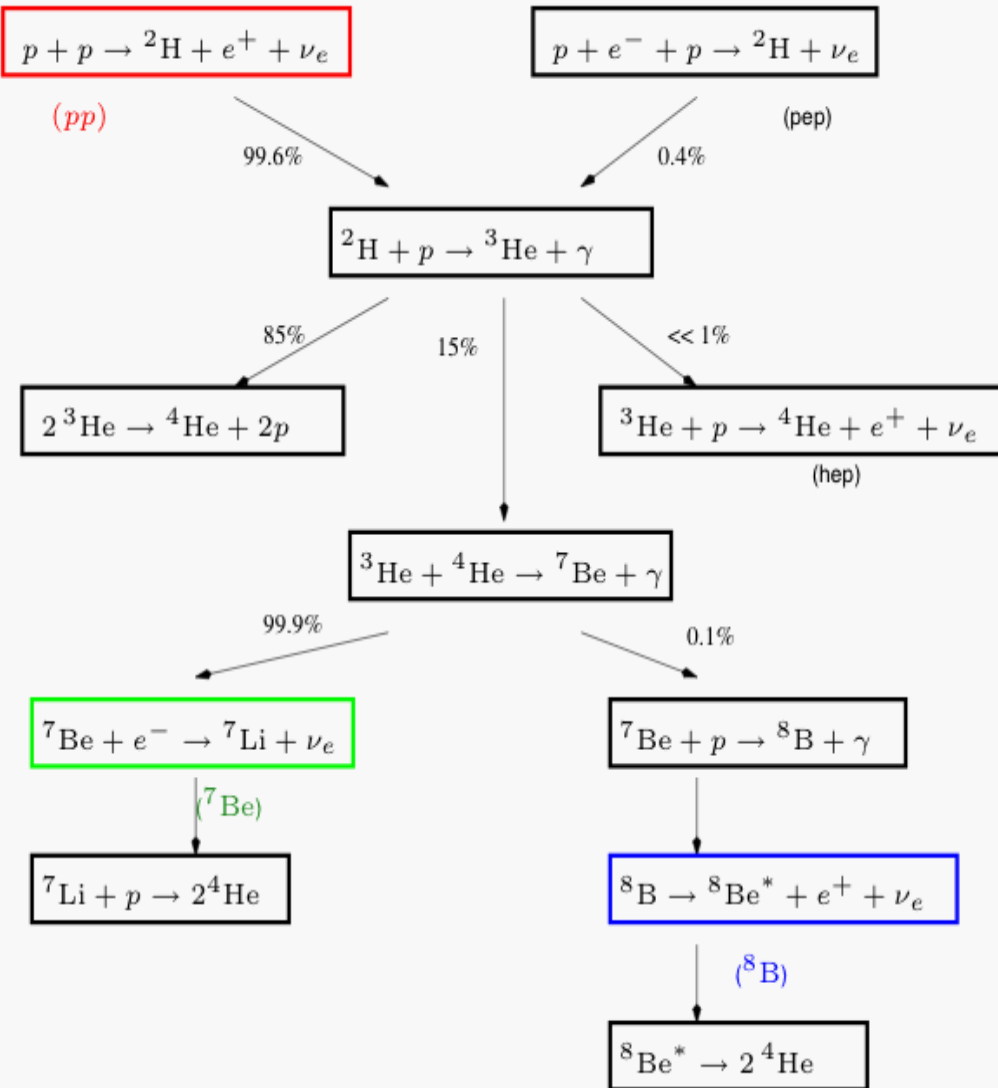 p + p → ²H + e⁺ + νₑ
p + e⁻ + p → ²H + νₑ
(pp)
(pep)
99.6%
0.4%
²H + p → ³He + γ
85%
15%
<< 1%
2 ³He → ⁴He + 2p
³He + p → ⁴He + e⁺ + νₑ
(hep)
³He + ⁴He → ⁷Be + γ
99.9%
0.1%
⁷Be + e⁻ → ⁷Li + νₑ
⁷Be + p → ⁸B + γ
(⁷Be)
⁷Li + p → 2⁴He
⁸B → ⁸Be* + e⁺ + νₑ
(⁸B)
⁸Be* → 2 ⁴He